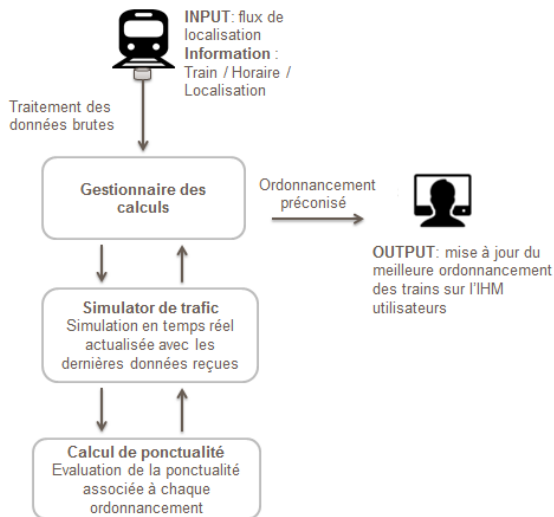 INPUT: flux de
localisation
Information :
Train / Horaire /
Localisation
Traitement des
données brutes
Gestionnaire des
calculs
Ordonnancement
préconisé
OUTPUT: mise à jour du
meilleure ordonnancement
des trains sur l'IHM
utilisateurs
Simulator de trafic
Simulation en temps réel
actualisée avec les
dernières données reçues
Calcul de ponctualité
Evaluation de la ponctualité
associée à chaque
ordonnancement